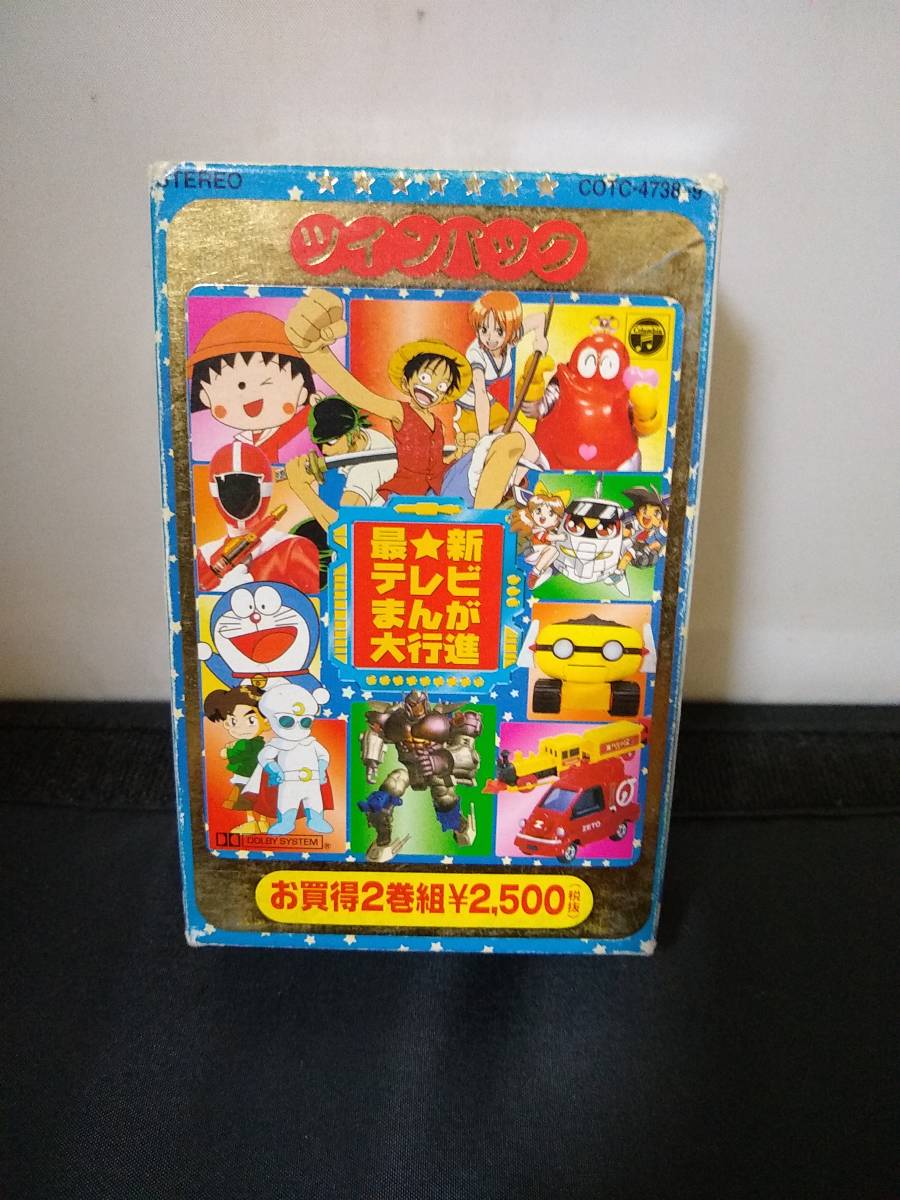 STEREO
COTC-4738~9
ツインパック
Columbia
最★新
テレビ
まんが
大行進
ZETO
DOLBY SYSTEM®
お買得2巻組¥2,500(税抜)